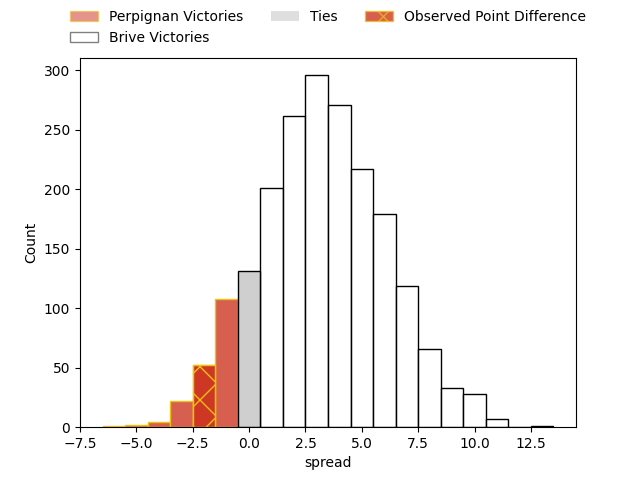 Perpignan Victories   Ties   Observed Point Difference
Brive Victories
300
250
200
150
100
50
0
Count
−7.5 −5.0 −2.5 0.0 2.5 5.0 7.5 10.0 12.5
spread